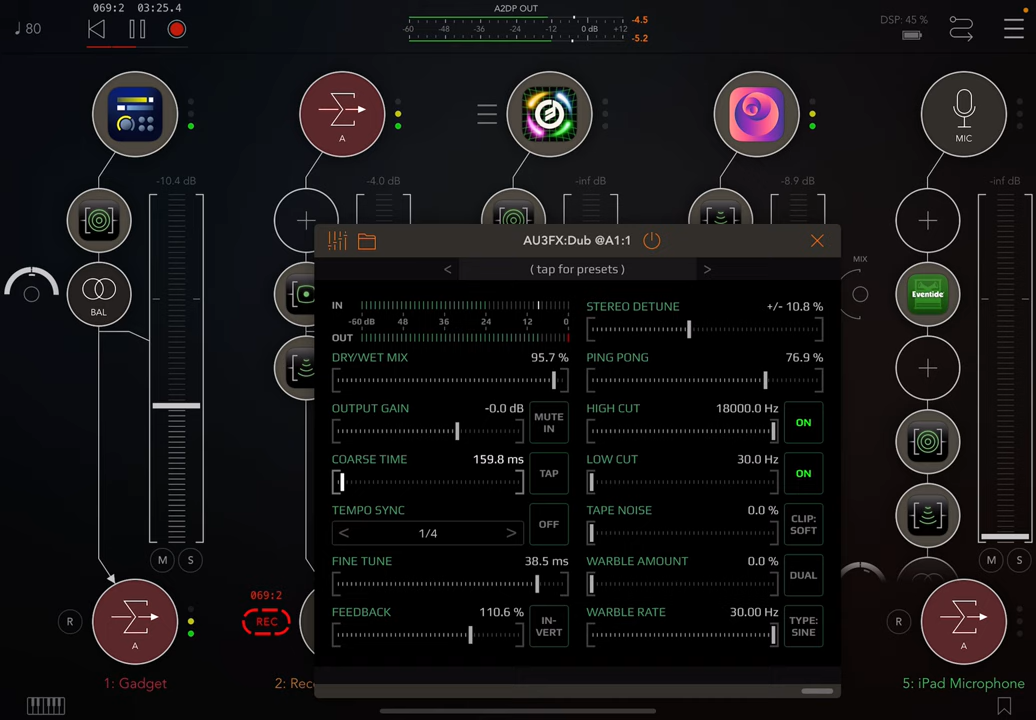 069:2 03:25.4
♩80
A2DP OUT
-60 -48 -36 -24 -12 0 dB +12
-4.5
-5.2
DSP: 45 %
A
MIC
-10.4 dB
-4.0 dB
-inf dB
-8.9 dB
-inf dB
BAL
MIX
Eventide
AU3FX:Dub @A1:1
< ( tap for presets ) >
IN
-60 dB 48 36 24 12 0
OUT
DRY/WET MIX 95.7 %
OUTPUT GAIN -0.0 dB
MUTE
IN
COARSE TIME 159.8 ms
TAP
TEMPO SYNC
< 1/4 >
OFF
FINE TUNE 38.5 ms
FEEDBACK 110.6 %
IN-
VERT
STEREO DETUNE +/- 10.8 %
PING PONG 76.9 %
HIGH CUT 18000.0 Hz
ON
LOW CUT 30.0 Hz
ON
TAPE NOISE 0.0 %
CLIP:
SOFT
WARBLE AMOUNT 0.0 %
DUAL
WARBLE RATE 30.00 Hz
TYPE:
SINE
M S
M S
R
A
069:2
REC
R
A
1: Gadget
2: Rec
5: iPad Microphone